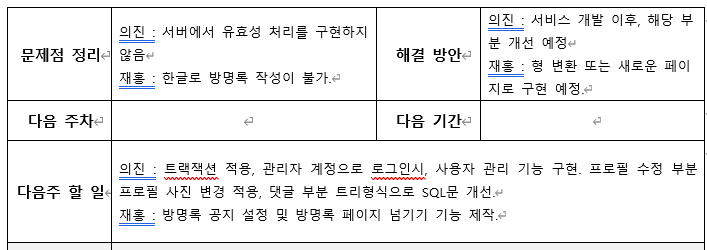 문제점 정리
의진 : 서버에서 유효성 처리를 구현하지
않음
재홍 : 한글로 방명록 작성이 불가.
해결 방안
의진 : 서비스 개발 이후, 해당 부
분 개선 예정
재홍 : 형 변환 또는 새로운 페이
지로 구현 예정.
다음 주차
다음 기간
다음주 할 일
의진 : 트랙잭션 적용, 관리자 계정으로 로그인시, 사용자 관리 기능 구현. 프로필 수정 부분
프로필 사진 변경 적용, 댓글 부분 트리형식으로 SQL문 개선.
재홍 : 방명록 공지 설정 및 방명록 페이지 넘기기 기능 제작.